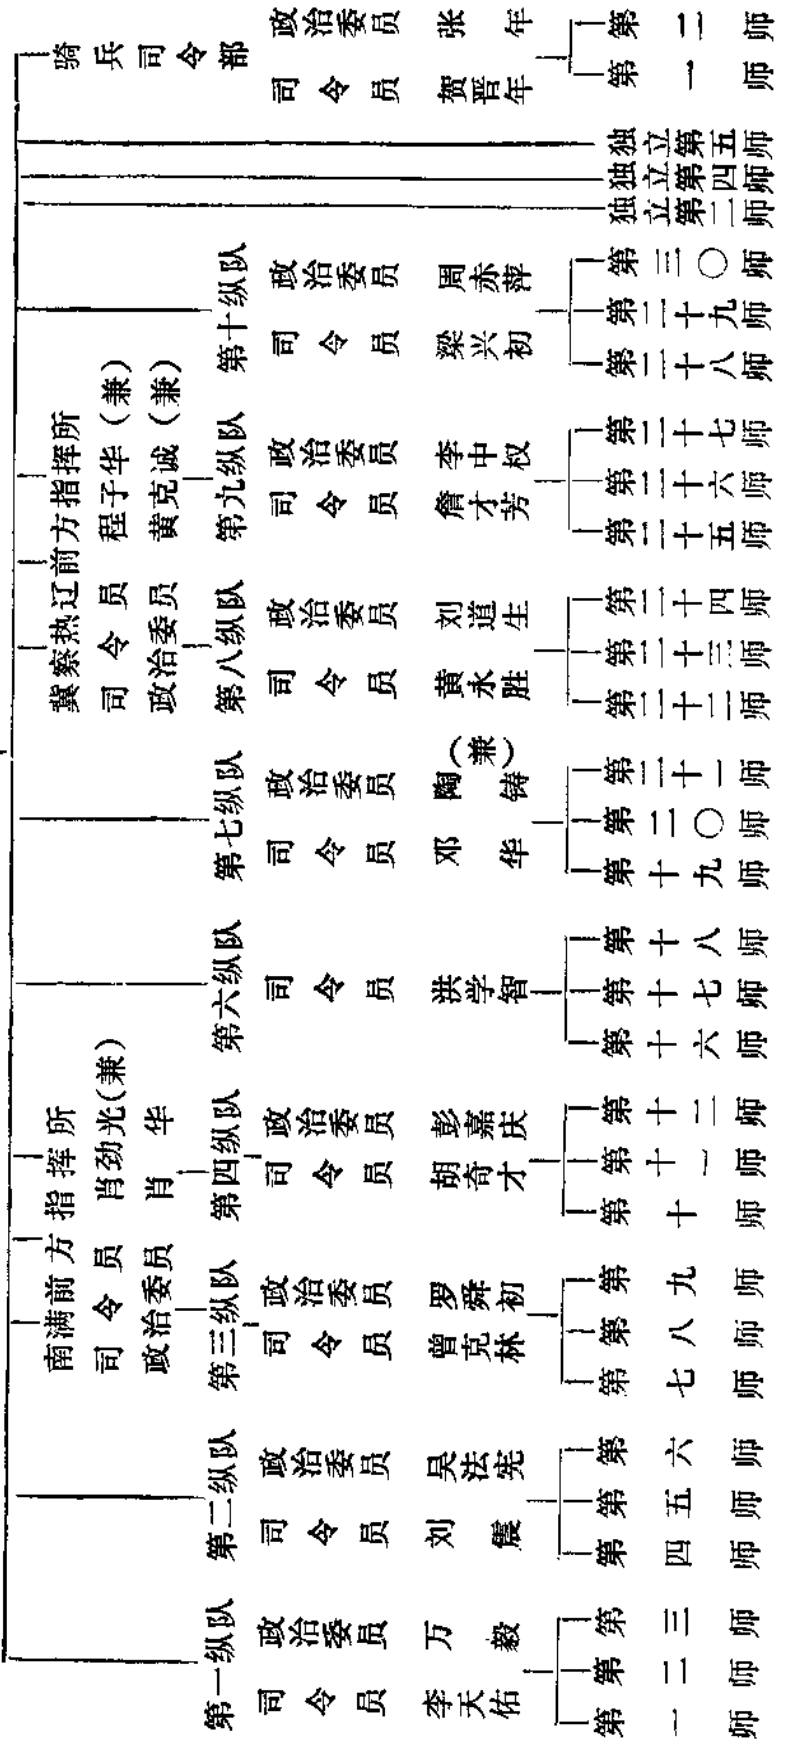 南满前方指挥所
司令员 肖劲光(兼)
政治委员 肖华
冀察热辽前方指挥所
司令员 程子华(兼)
政治委员 黄克诚(兼)
骑兵司令部
司令员 贺晋年
政治委员 张年
第一师
第二师
第一纵队
司令员 李天佑
政治委员 万毅
第一师
第二师
第三师
第二纵队
司令员 刘震
政治委员 吴法宪
第四师
第五师
第六师
第三纵队
司令员 曾克林
政治委员 罗舜初
第七师
第八师
第九师
第四纵队
司令员 胡奇才
政治委员 彭嘉庆
第十师
第十一师
第十二师
第六纵队
司令员 洪学智
第十六师
第十七师
第十八师
第七纵队
司令员 邓华
政治委员 陶铸(兼)
第十九师
第二〇师
第二十一师
第八纵队
司令员 黄永胜
政治委员 刘道生
第二十二师
第二十三师
第二十四师
第九纵队
司令员 詹才芳
政治委员 李中权
第二十五师
第二十六师
第二十七师
第十纵队
司令员 梁兴初
政治委员 周赤萍
第二十八师
第二十九师
第三〇师
独立第二师
独立第四师
独立第五师